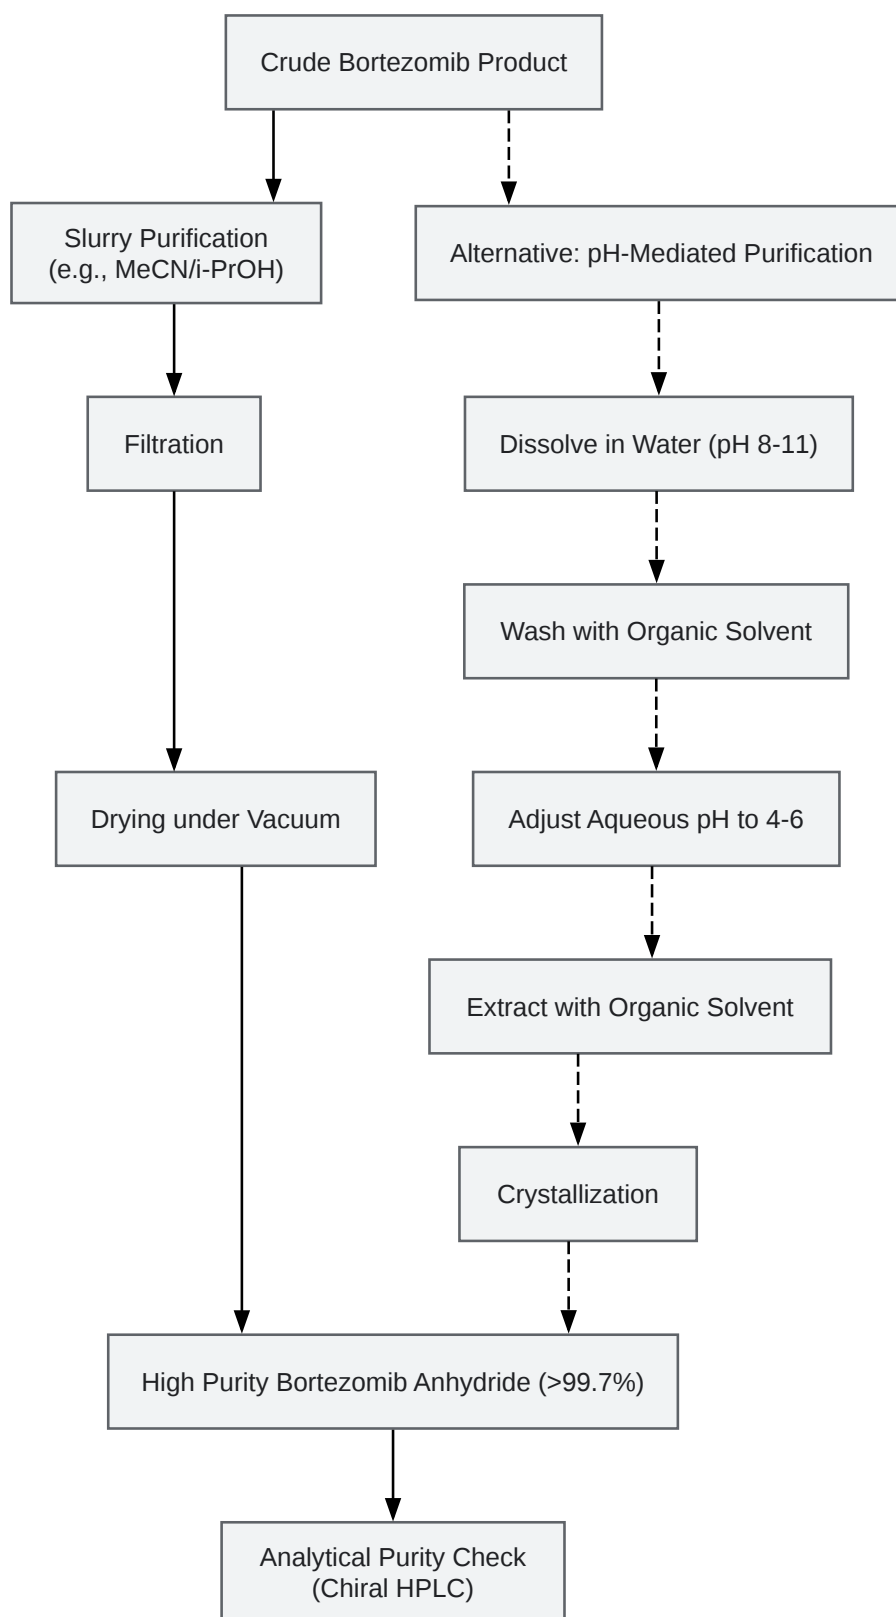 Crude Bortezomib Product
Slurry Purification
(e.g., MeCN/i-PrOH)
Alternative: pH-Mediated Purification
Filtration
Dissolve in Water (pH 8-11)
Wash with Organic Solvent
Drying under Vacuum
Adjust Aqueous pH to 4-6
Extract with Organic Solvent
Crystallization
High Purity Bortezomib Anhydride (>99.7%)
Analytical Purity Check
(Chiral HPLC)